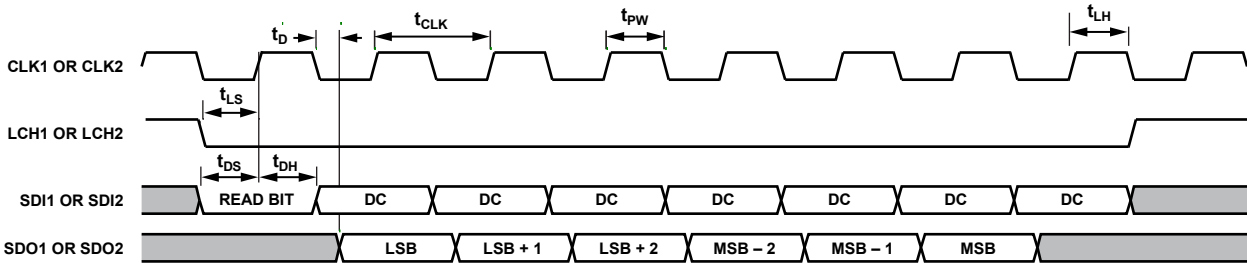 tD tCLK tPW tLH
CLK1 OR CLK2
tLS
LCH1 OR LCH2
tDS tDH
SDI1 OR SDI2 READ BIT DC DC DC DC DC DC DC
SDO1 OR SDO2 LSB LSB + 1 LSB + 2 MSB – 2 MSB – 1 MSB